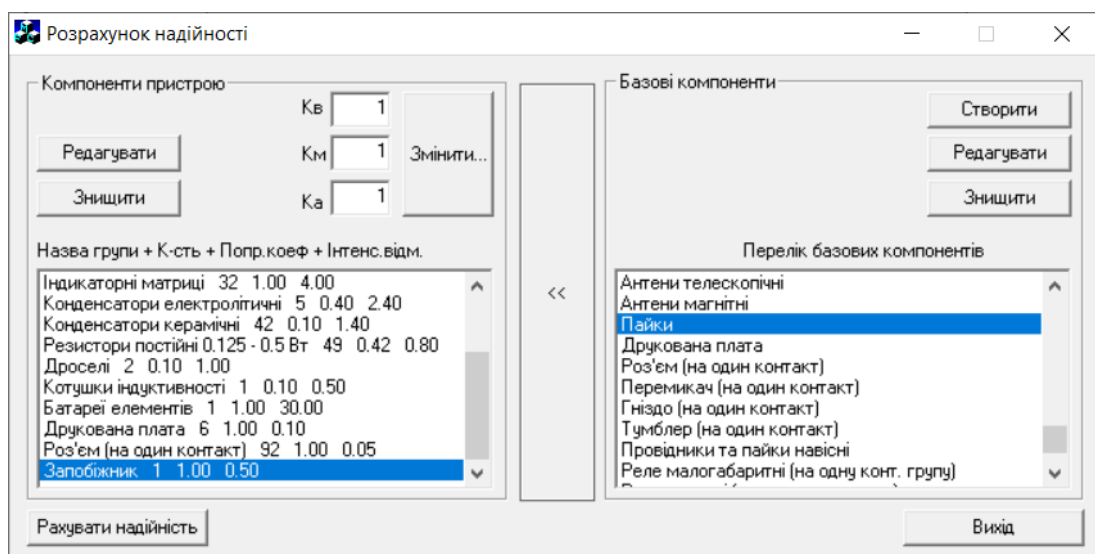 Розрахунок надійності
Компоненти пристрою
Кв 1
Редагувати
Км 1
Змінити...
Знищити
Ка 1
Назва групи + К-сть + Попр.коеф + Інтенс.відм.
Індикаторні матриці 32 1.00 4.00
Конденсатори електролітичні 5 0.40 2.40
Конденсатори керамічні 42 0.10 1.40
Резистори постійні 0.125 - 0.5 Вт 49 0.42 0.80
Дроселі 2 0.10 1.00
Котушки індуктивності 1 0.10 0.50
Батареї елементів 1 1.00 30.00
Друкована плата 6 1.00 0.10
Роз'єм (на один контакт) 92 1.00 0.05
Запобіжник 1 1.00 0.50
Рахувати надійність
<<
Базові компоненти
Створити
Редагувати
Знищити
Перелік базових компонентів
Антени телескопічні
Антени магнітні
Пайки
Друкована плата
Роз'єм (на один контакт)
Перемикач (на один контакт)
Гніздо (на один контакт)
Тумблер (на один контакт)
Провідники та пайки навісні
Реле малогабаритні (на одну конт. групу)
Вихід